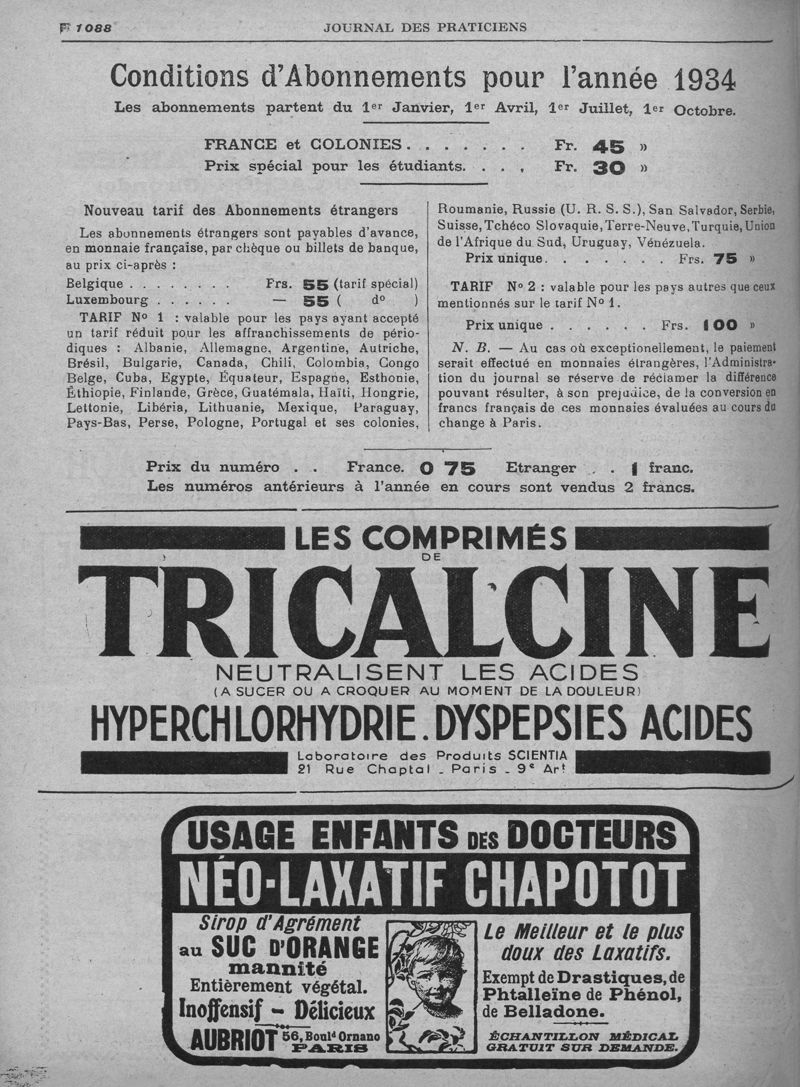 1088
JOURNAL DES PRATICIENS
Conditions d'Abonnements pour l'année 1934
Les abonnements partent du 1er Janvier, 1er Avril, 1er Juillet, 1er Octobre.
FRANCE et COLONIES. . . . . . . Fr. 45 »
Prix spécial pour les étudiants. . . , Fr. 30 »
Nouveau tarif des Abonnements étrangers
Les abonnements étrangers sont payables d'avance,
en monnaie française, par chèque ou billets de banque,
au prix ci-après :
Belgique . . . . . . . . Frs. 55 (tarif spécial)
Luxembourg . . . . . . — 55 ( do )
TARIF No 1 : valable pour les pays ayant accepté
un tarif réduit pour les affranchissements de pério-
diques : Albanie, Allemagne, Argentine, Autriche,
Brésil, Bulgarie, Canada, Chili, Colombia, Congo
Belge, Cuba, Egypte, Equateur, Espagne, Esthonie,
Éthiopie, Finlande, Grèce, Guatémala, Haïti, Hongrie,
Lettonie, Libéria, Lithuanie, Mexique, Paraguay,
Pays-Bas, Perse, Pologne, Portugal et ses colonies,
Roumanie, Russie (U. R. S. S.), San Salvador, Serbie,
Suisse, Tchéco Slovaquie, Terre-Neuve, Turquie, Union
de l'Afrique du Sud, Uruguay, Vénézuela.
Prix unique. . . . . . . Frs. 75 »
TARIF No 2 : valable pour les pays autres que ceux
mentionnés sur le tarif No 1.
Prix unique . . . . . . Frs. 100 »
N. B. — Au cas où exceptionellement, le paiement
serait effectué en monnaies étrangères, l'Administra-
tion du journal se réserve de réclamer la différence
pouvant résulter, à son prejudice, de la conversion en
francs français de ces monnaies évaluées au cours du
change à Paris.
Prix du numéro . . France. 0 75 Etranger . . 1 franc.
Les numéros antérieurs à l'année en cours sont vendus 2 francs.
LES COMPRIMÉS
DE
TRICALCINE
NEUTRALISENT LES ACIDES
(A SUCER OU A CROQUER AU MOMENT DE LA DOULEUR)
HYPERCHLORHYDRIE. DYSPEPSIES ACIDES
Laboratoire des Produits SCIENTIA
21 Rue Chaptal - Paris - 9e Art
USAGE ENFANTS DES DOCTEURS
NÉO-LAXATIF CHAPOTOT
Sirop d'Agrément
au SUC D'ORANGE
mannité
Entièrement végétal.
Inoffensif - Délicieux
AUBRIOT 56, Bould Ornano
PARIS
Le Meilleur et le plus
doux des Laxatifs.
Exempt de Drastiques, de
Phtalleïne de Phénol,
de Belladone.
ÉCHANTILLON MÉDICAL
GRATUIT SUR DEMANDE.